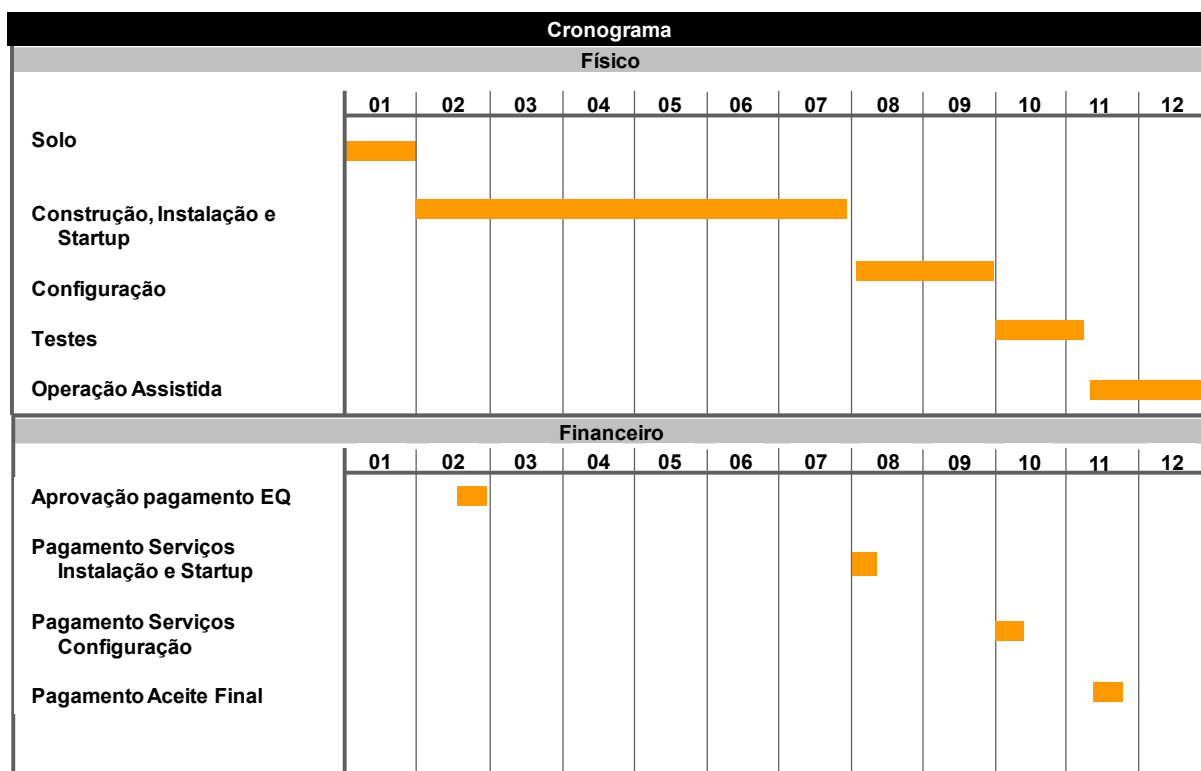 Cronograma
Físico
01 02 03 04 05 06 07 08 09 10 11 12
Solo
Construção, Instalação e
Startup
Configuração
Testes
Operação Assistida
Financeiro
01 02 03 04 05 06 07 08 09 10 11 12
Aprovação pagamento EQ
Pagamento Serviços
Instalação e Startup
Pagamento Serviços
Configuração
Pagamento Aceite Final